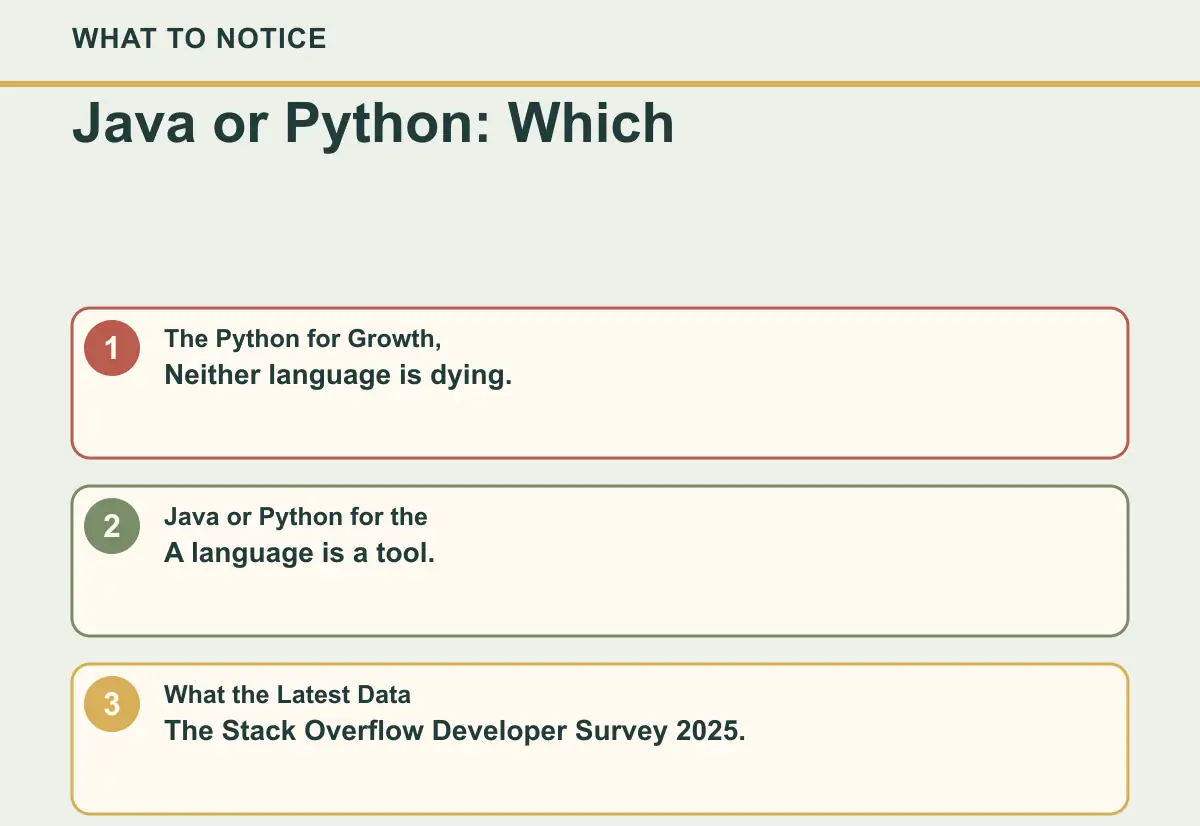 WHAT TO NOTICE
Java or Python: Which
1
The Python for Growth,
Neither language is dying.
2
Java or Python for the
A language is a tool.
3
What the Latest Data
The Stack Overflow Developer Survey 2025.